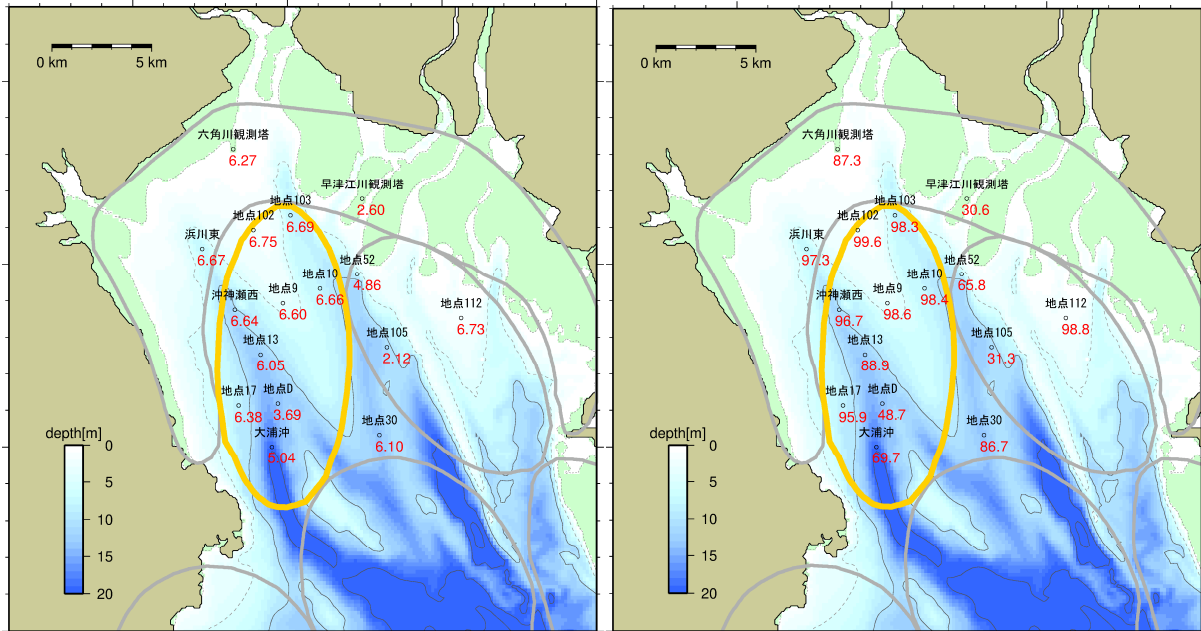 0 km 5 km
六角川観測塔
6.27
早津江川観測塔
2.60
地点103
6.69
地点102
6.75
浜川東
6.67
地点52
4.86
地点10
6.66
地点9
6.60
沖神瀬西
6.64
地点112
6.73
地点105
2.12
地点13
6.05
地点17
6.38
地点D
3.69
地点30
6.10
大浦沖
5.04
depth[m]
0
5
10
15
20
0 km 5 km
六角川観測塔
87.3
早津江川観測塔
30.6
地点103
98.3
地点102
99.6
浜川東
97.3
地点52
65.8
地点10
98.4
地点9
98.6
沖神瀬西
96.7
地点112
98.8
地点105
31.3
地点13
88.9
地点17
95.9
地点D
48.7
地点30
86.7
大浦沖
depth[m]
0
5
10
15
20